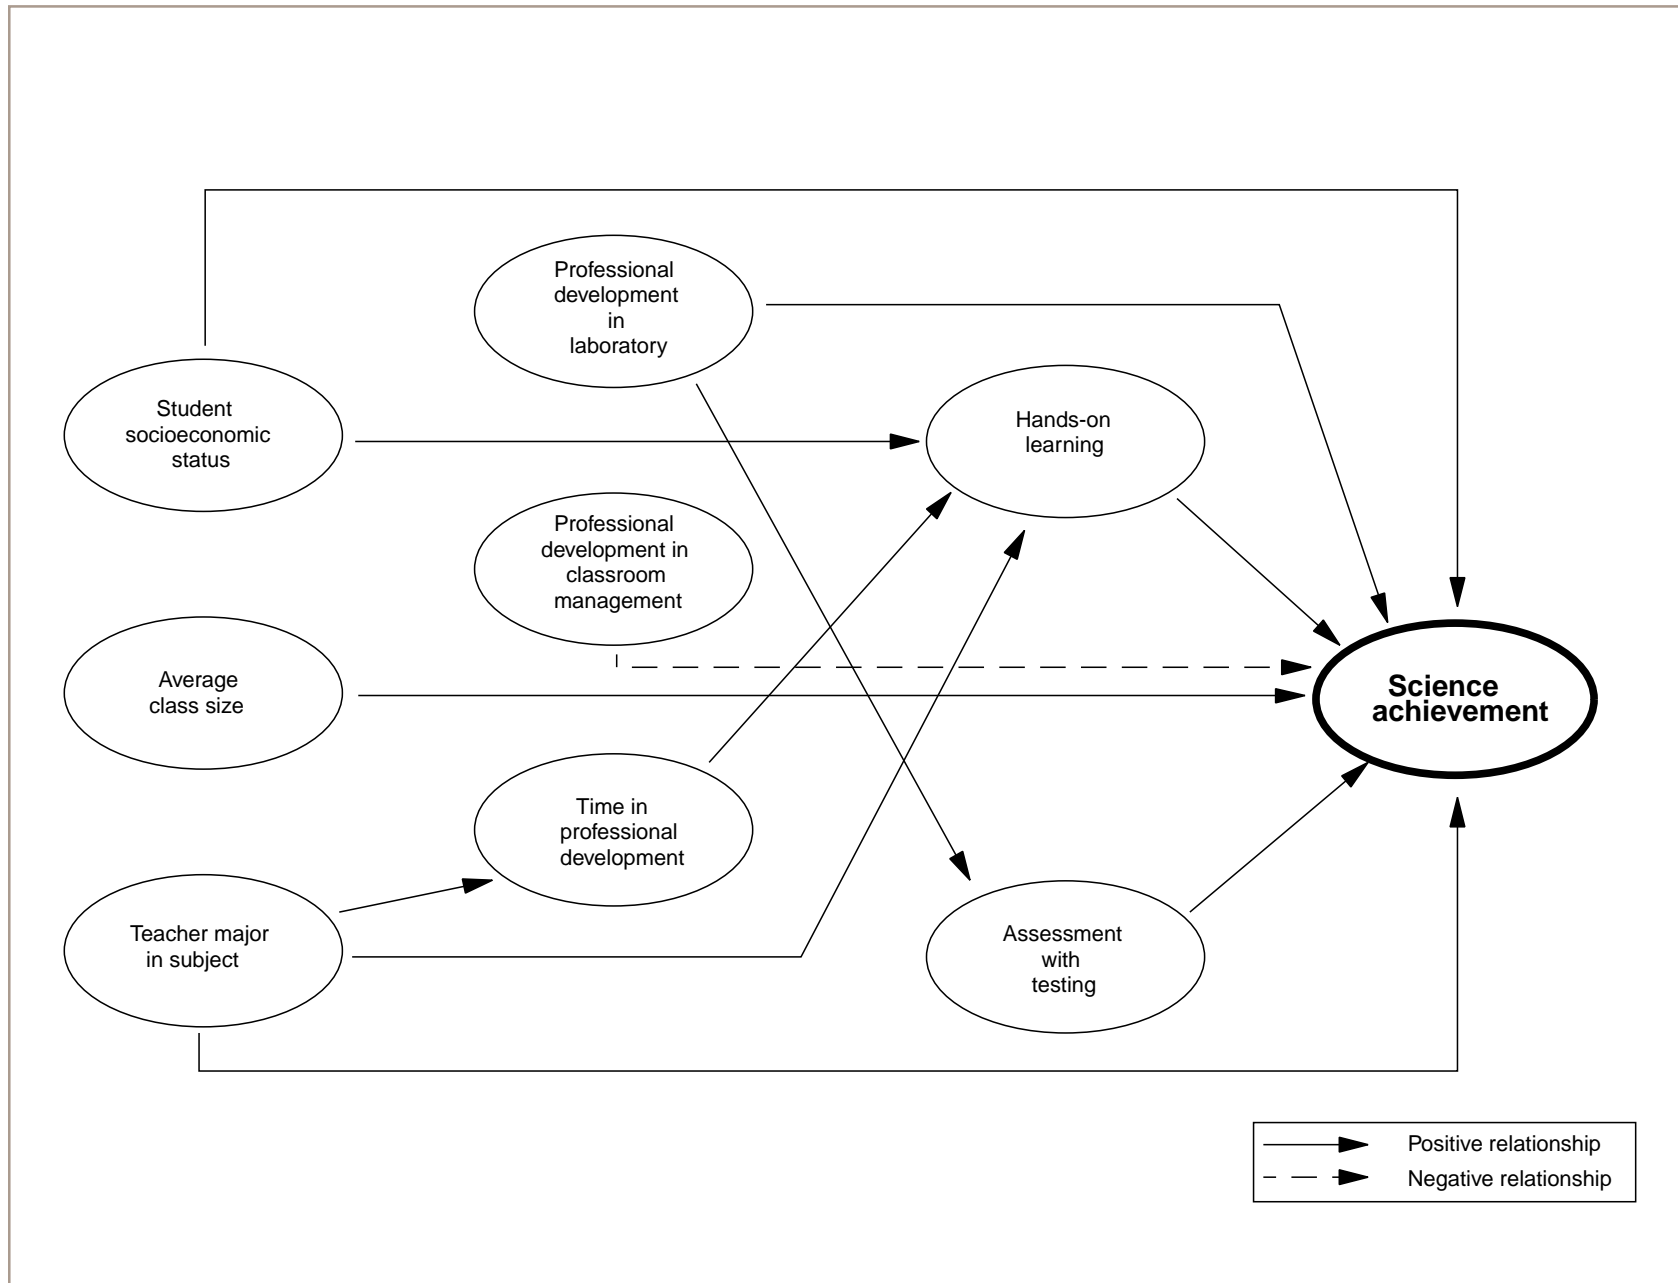 Professional
development
in
laboratory
Student
socioeconomic
status
Hands-on
learning
Professional
development in
classroom
management
Average
class size
Science
achievement
Time in
professional
development
Teacher major
in subject
Assessment
with
testing
Positive relationship
Negative relationship